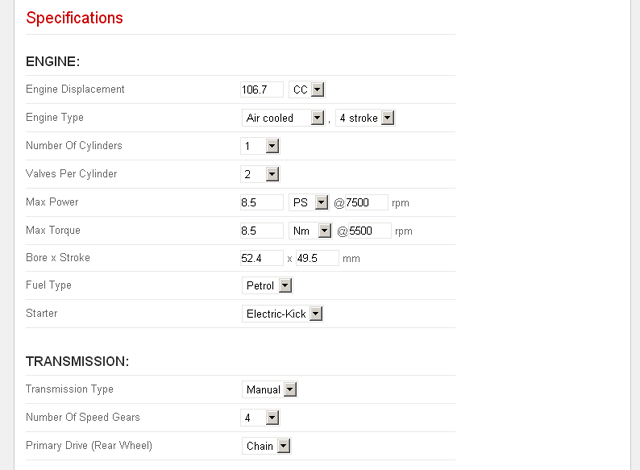 Specifications
ENGINE:
Engine Displacement 106.7 CC
Engine Type Air cooled , 4 stroke
Number Of Cylinders 1
Valves Per Cylinder 2
Max Power 8.5 PS @ 7500 rpm
Max Torque 8.5 Nm @ 5500 rpm
Bore x Stroke 52.4 x 49.5 mm
Fuel Type Petrol
Starter Electric-Kick
TRANSMISSION:
Transmission Type Manual
Number Of Speed Gears 4
Primary Drive (Rear Wheel) Chain